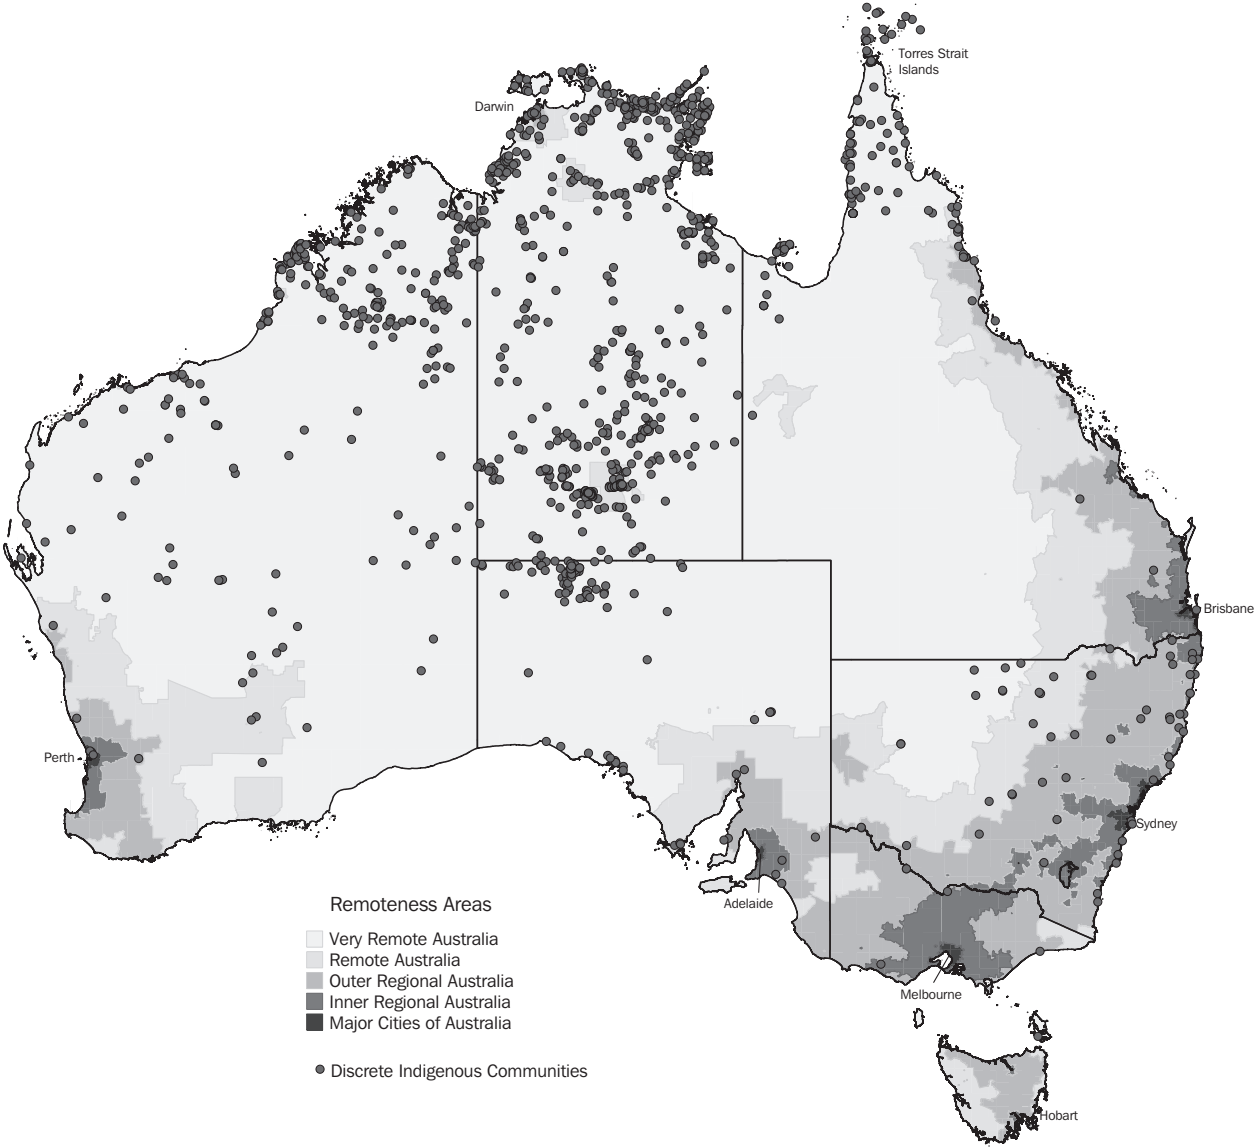 Torres Strait
Islands
Darwin
Brisbane
Perth
Sydney
Adelaide
Remoteness Areas
Very Remote Australia
Remote Australia
Outer Regional Australia
Inner Regional Australia
Major Cities of Australia
Melbourne
Discrete Indigenous Communities
Hobart